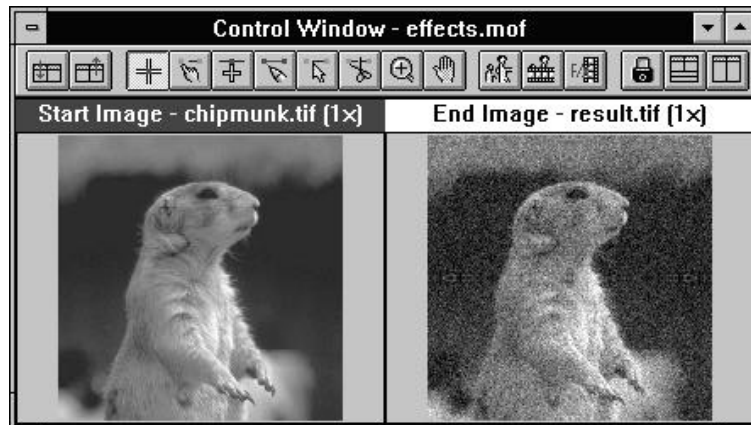 Control Window - effects.mof
F/
Start Image - chipmunk.tif (1×)
End Image - result.tif (1×)